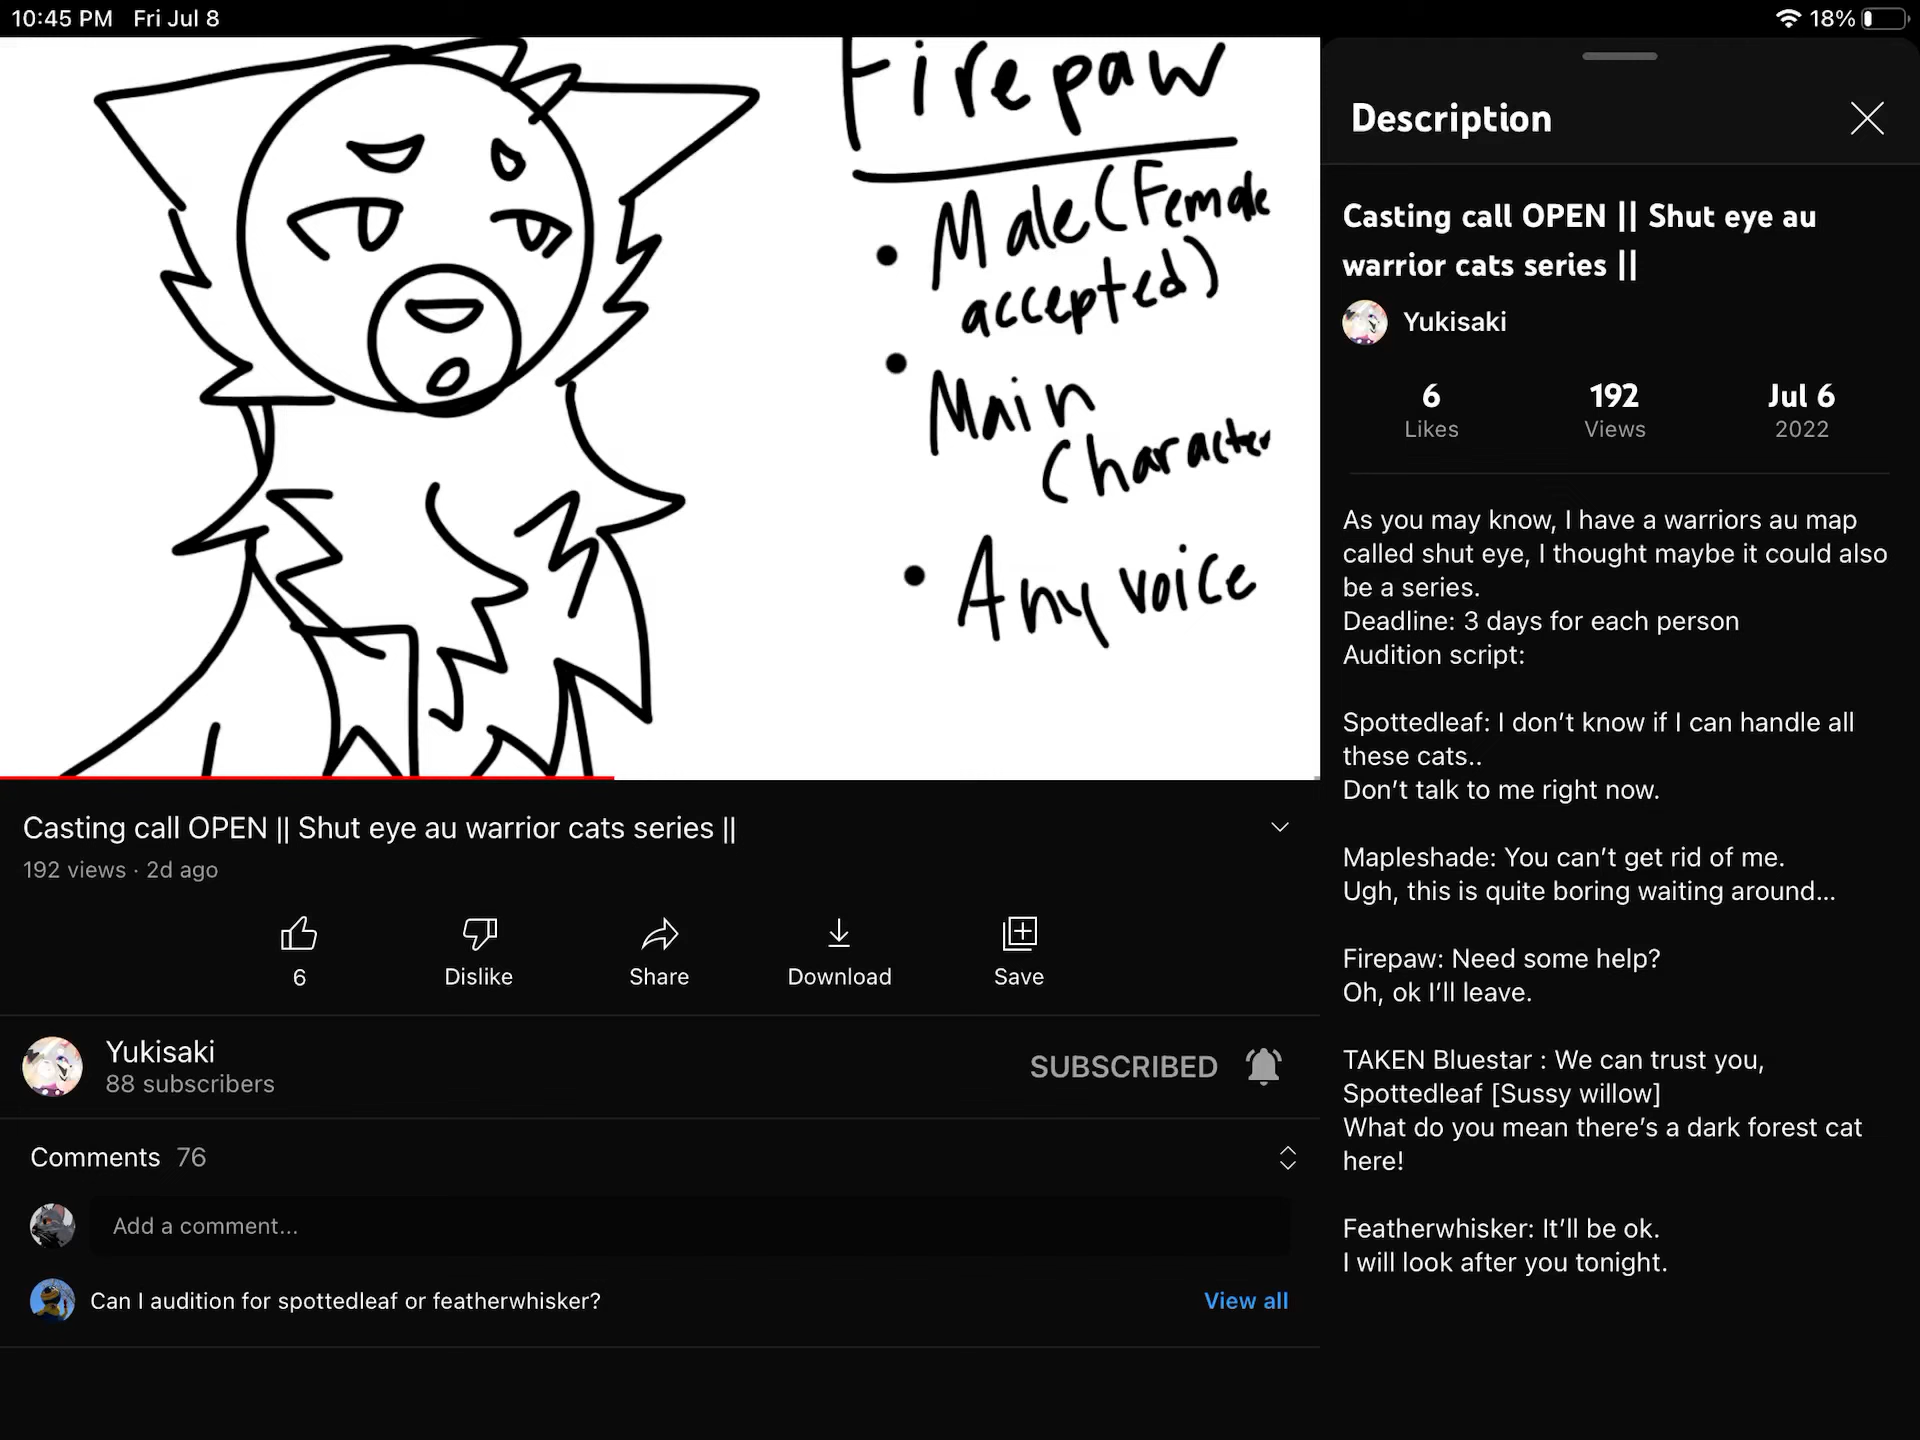 10:45 PM Fri Jul 8
18%
Firepaw
• Male (Female
accepted)
• Main
Character
• Any voice
Casting call OPEN || Shut eye au warrior cats series ||
192 views · 2d ago
6
Dislike
Share
Download
Save
Yukisaki
88 subscribers
SUBSCRIBED
Comments 76
Add a comment...
Can I audition for spottedleaf or featherwhisker?
View all
Description
Casting call OPEN || Shut eye au
warrior cats series ||
Yukisaki
6 192 Jul 6
Likes Views 2022
As you may know, I have a warriors au map
called shut eye, I thought maybe it could also
be a series.
Deadline: 3 days for each person
Audition script:
Spottedleaf: I don't know if I can handle all
these cats..
Don't talk to me right now.
Mapleshade: You can't get rid of me.
Ugh, this is quite boring waiting around...
Firepaw: Need some help?
Oh, ok I'll leave.
TAKEN Bluestar : We can trust you,
Spottedleaf [Sussy willow]
What do you mean there's a dark forest cat
here!
Featherwhisker: It'll be ok.
I will look after you tonight.